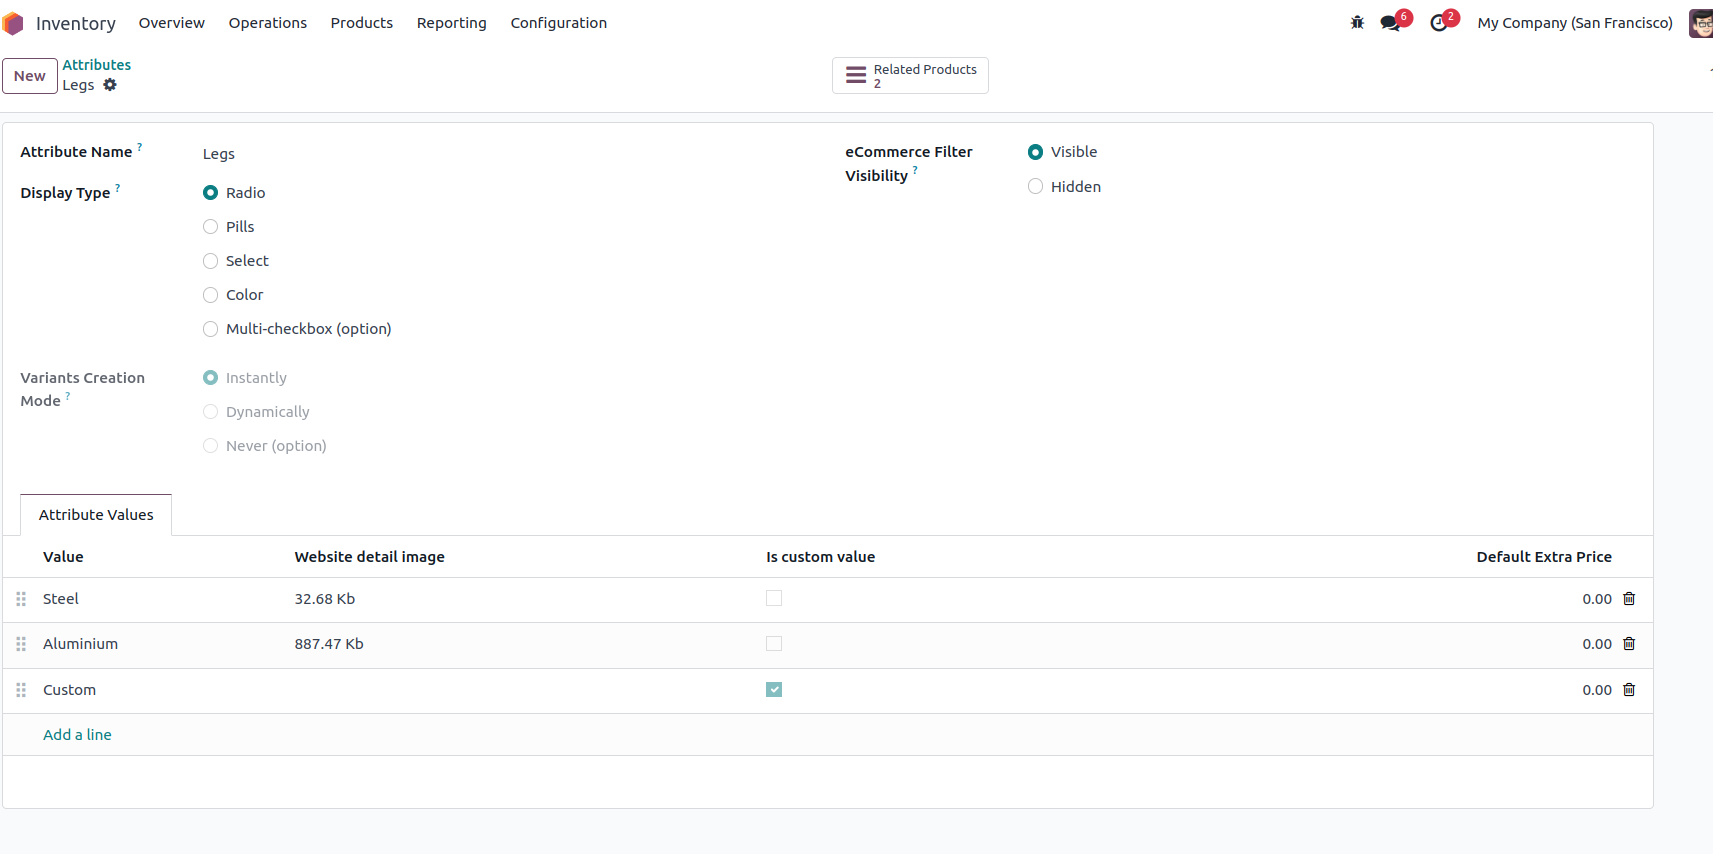 Inventory Overview Operations Products Reporting Configuration 6 2 My Company (San Francisco)
New Attributes
Legs
Related Products
2
Attribute Name ? Legs
eCommerce Filter Visibility ? Visible
Hidden
Display Type ? Radio
Pills
Select
Color
Multi-checkbox (option)
Variants Creation Mode ? Instantly
Dynamically
Never (option)
Attribute Values
Value Website detail image Is custom value Default Extra Price
Steel 32.68 Kb 0.00
Aluminium 887.47 Kb 0.00
Custom 0.00
Add a line